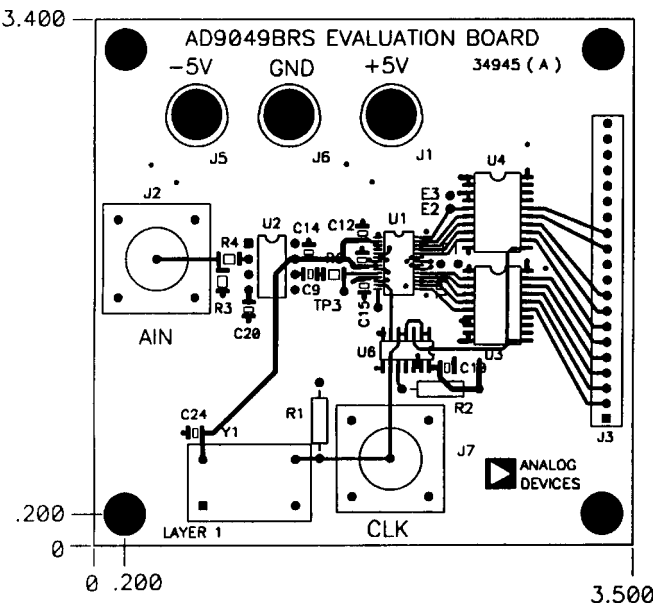 3.400
AD9049BRS EVALUATION BOARD
-5V GND +5V 34945 (A)
J5 J6 J1
U4
J2 E3
E2
U2 C14 C12 U1
R4
R3 C9
TP3
C20 C15
AIN
U6 U3
C19
R2
C24 R1
Y1
J7 J3
ANALOG
DEVICES
LAYER 1 CLK
.200
0
0 .200 3.500